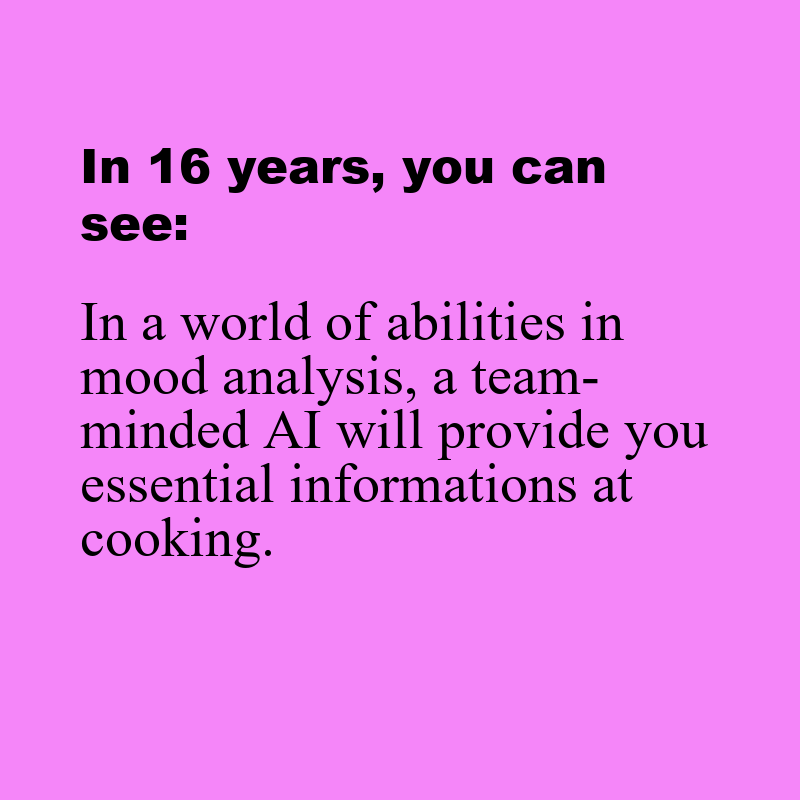 In 16 years, you can
see:
In a world of abilities in
mood analysis, a team-
minded AI will provide you
essential informations at
cooking.